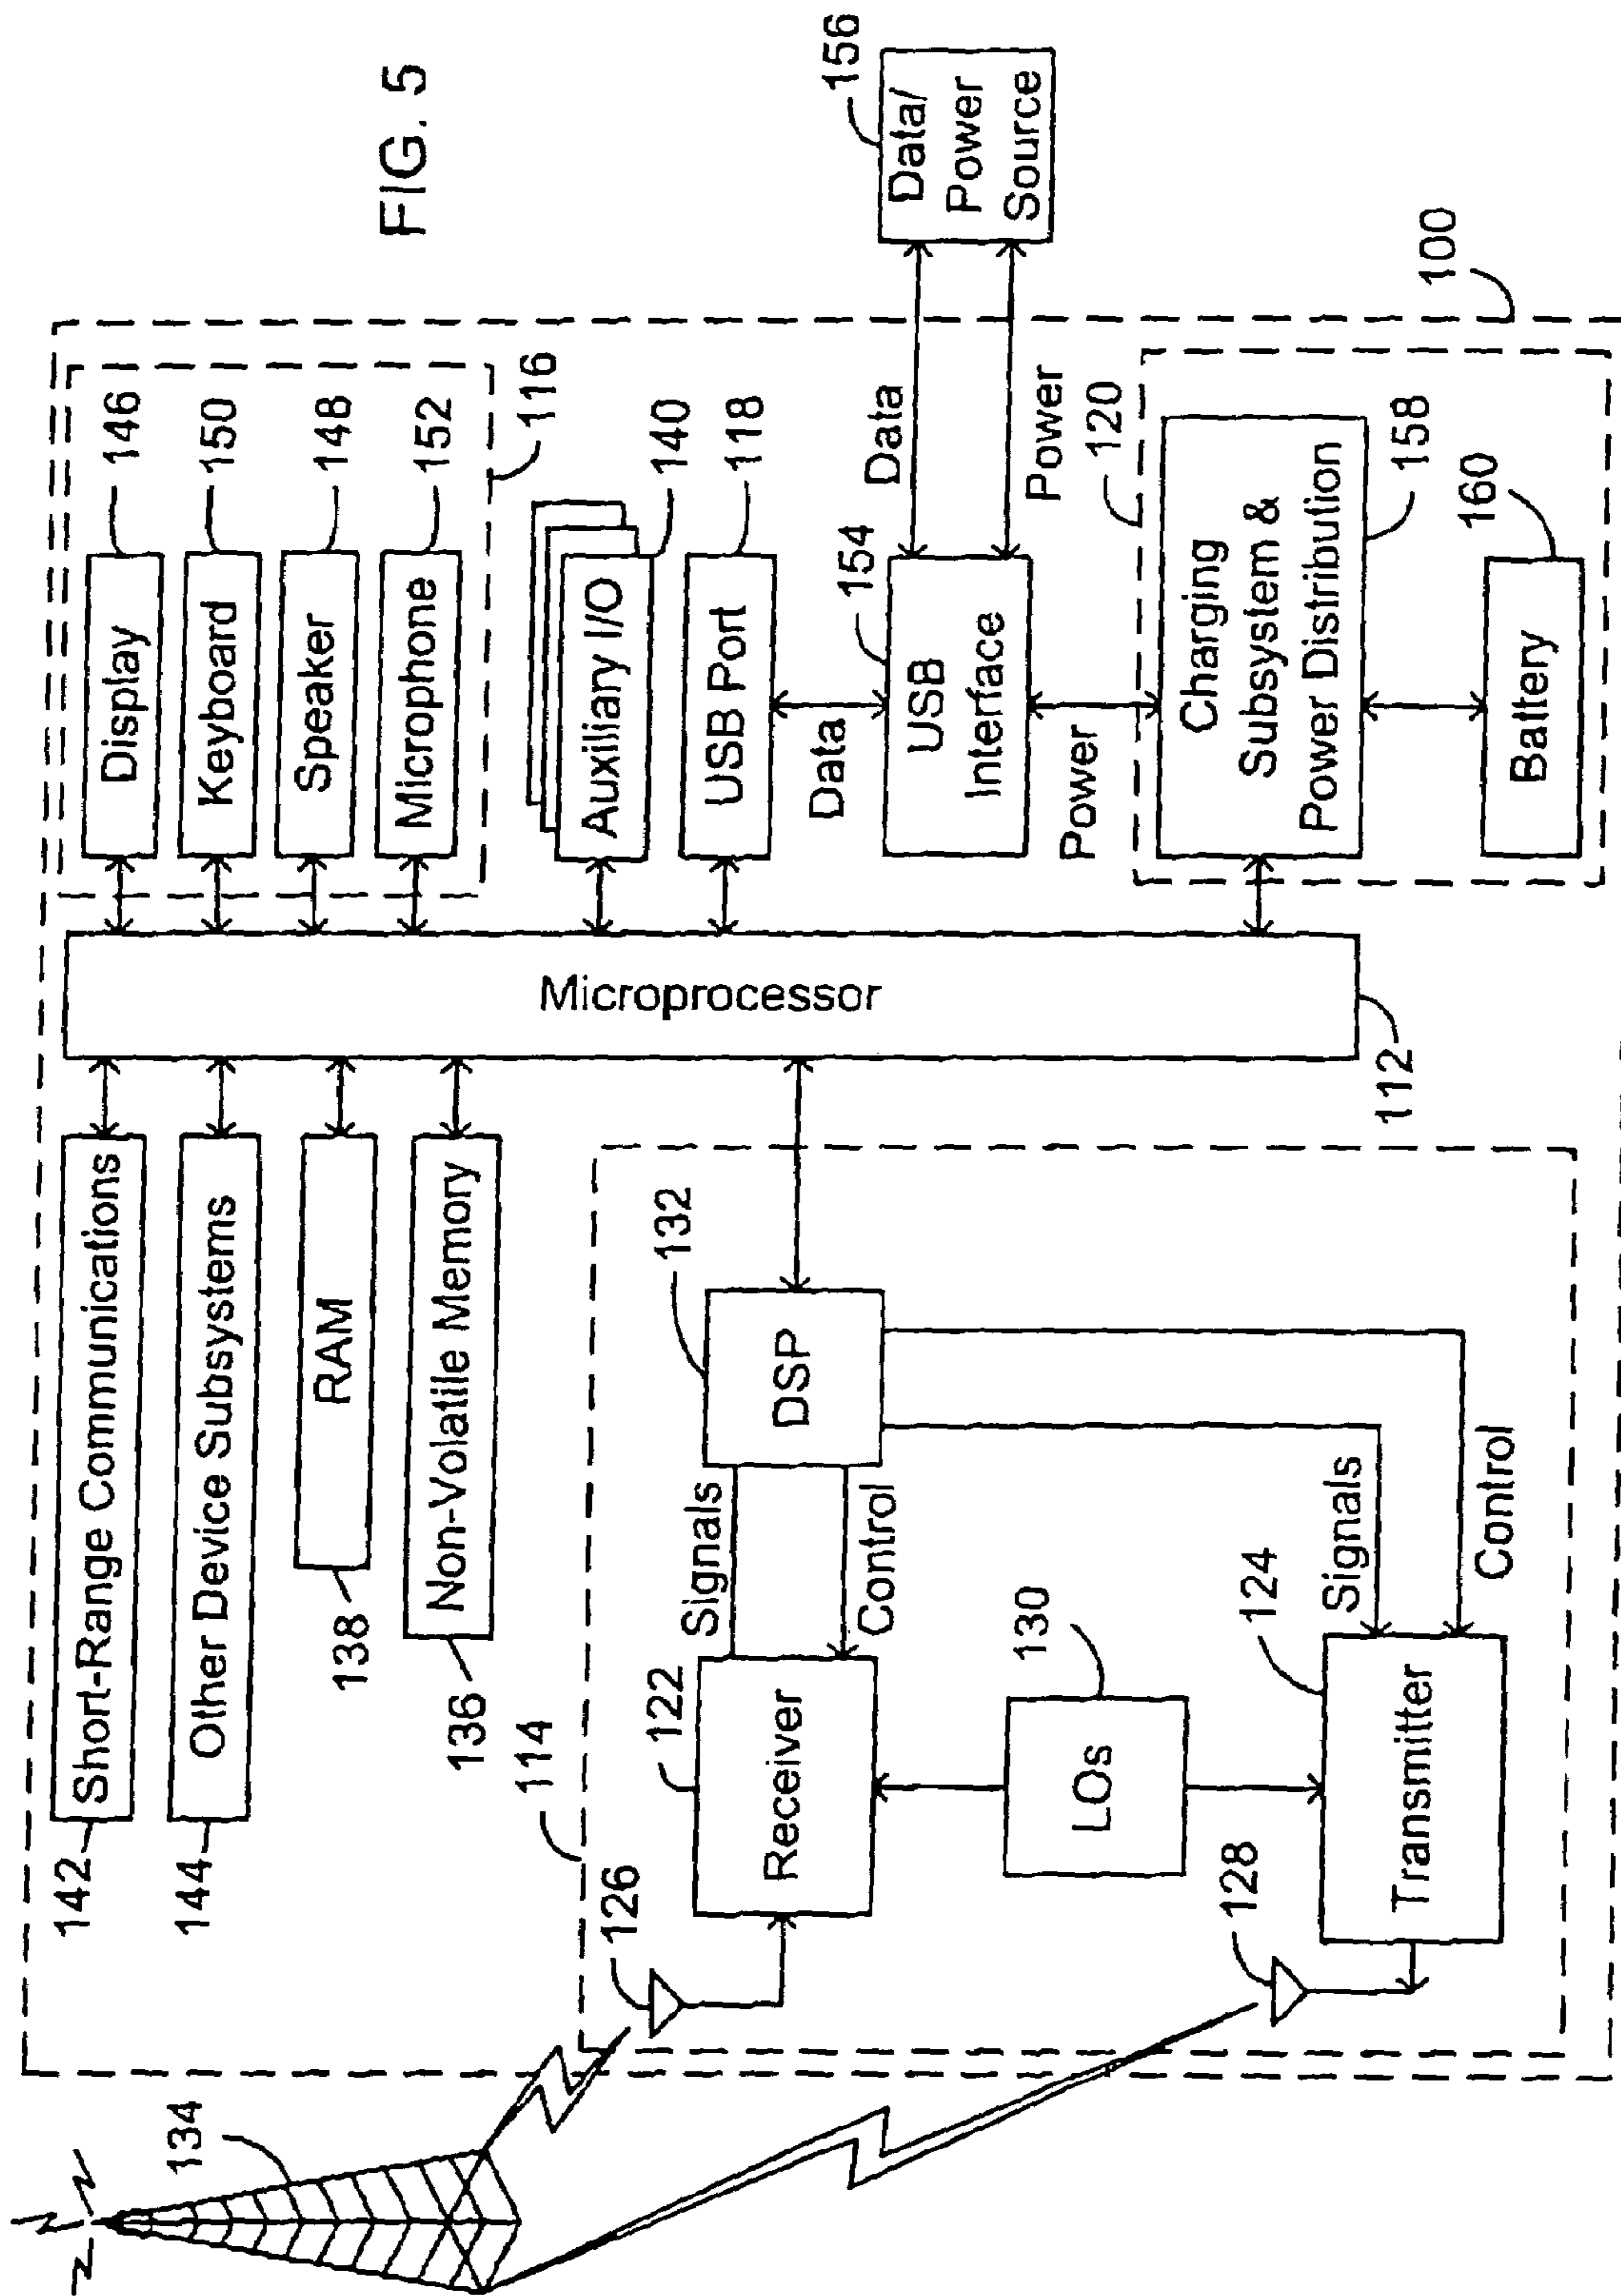 FIG. 5
134
142
Short-Range Communications
144
Other Device Subsystems
138
RAM
136
Non-Volatile Memory
114
126
122
Receiver
Signals
Control
132
DSP
130
LOs
128
124
Transmitter
Signals
Control
Microprocessor
112
Display
146
Keyboard
150
Speaker
148
Microphone
152
116
Auxiliary I/O
140
USB Port
118
Data
154
USB
Interface
Data
Power
156
Data/
Power
Source
Power
120
Charging
Subsystem &
Power Distribution
158
Battery
160
100